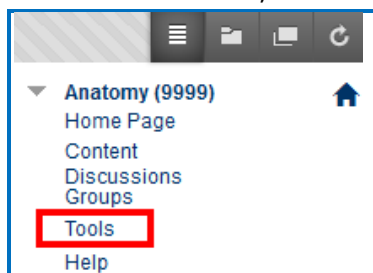 Anatomy (9999)
Home Page
Content
Discussions
Groups
Tools
Help